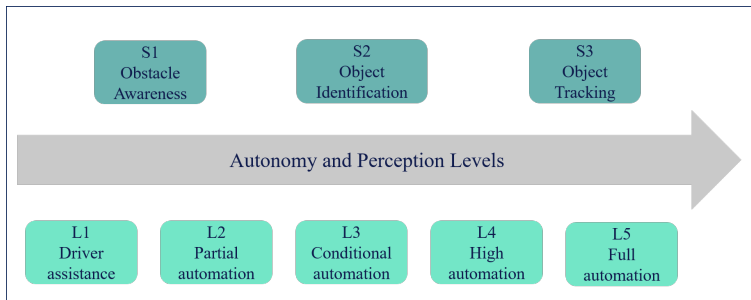 S1
Obstacle
Awareness
S2
Object
Identification
S3
Object
Tracking
Autonomy and Perception Levels
L1
Driver
assistance
L2
Partial
automation
L3
Conditional
automation
L4
High
automation
L5
Full
automation